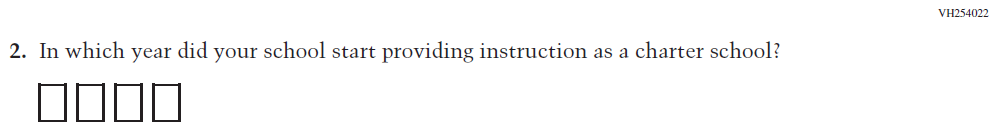 VH254022
2. In which year did your school start providing instruction as a charter school?